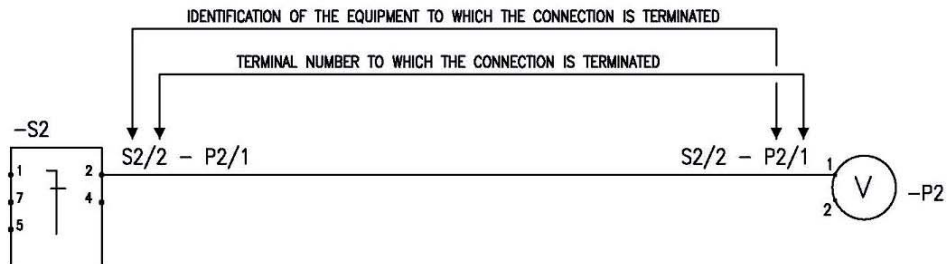 IDENTIFICATION OF THE EQUIPMENT TO WHICH THE CONNECTION IS TERMINATED
TERMINAL NUMBER TO WHICH THE CONNECTION IS TERMINATED
-S2
S2/2 - P2/1
S2/2 - P2/1
1
2
7
4
5
1
2
V
-P2